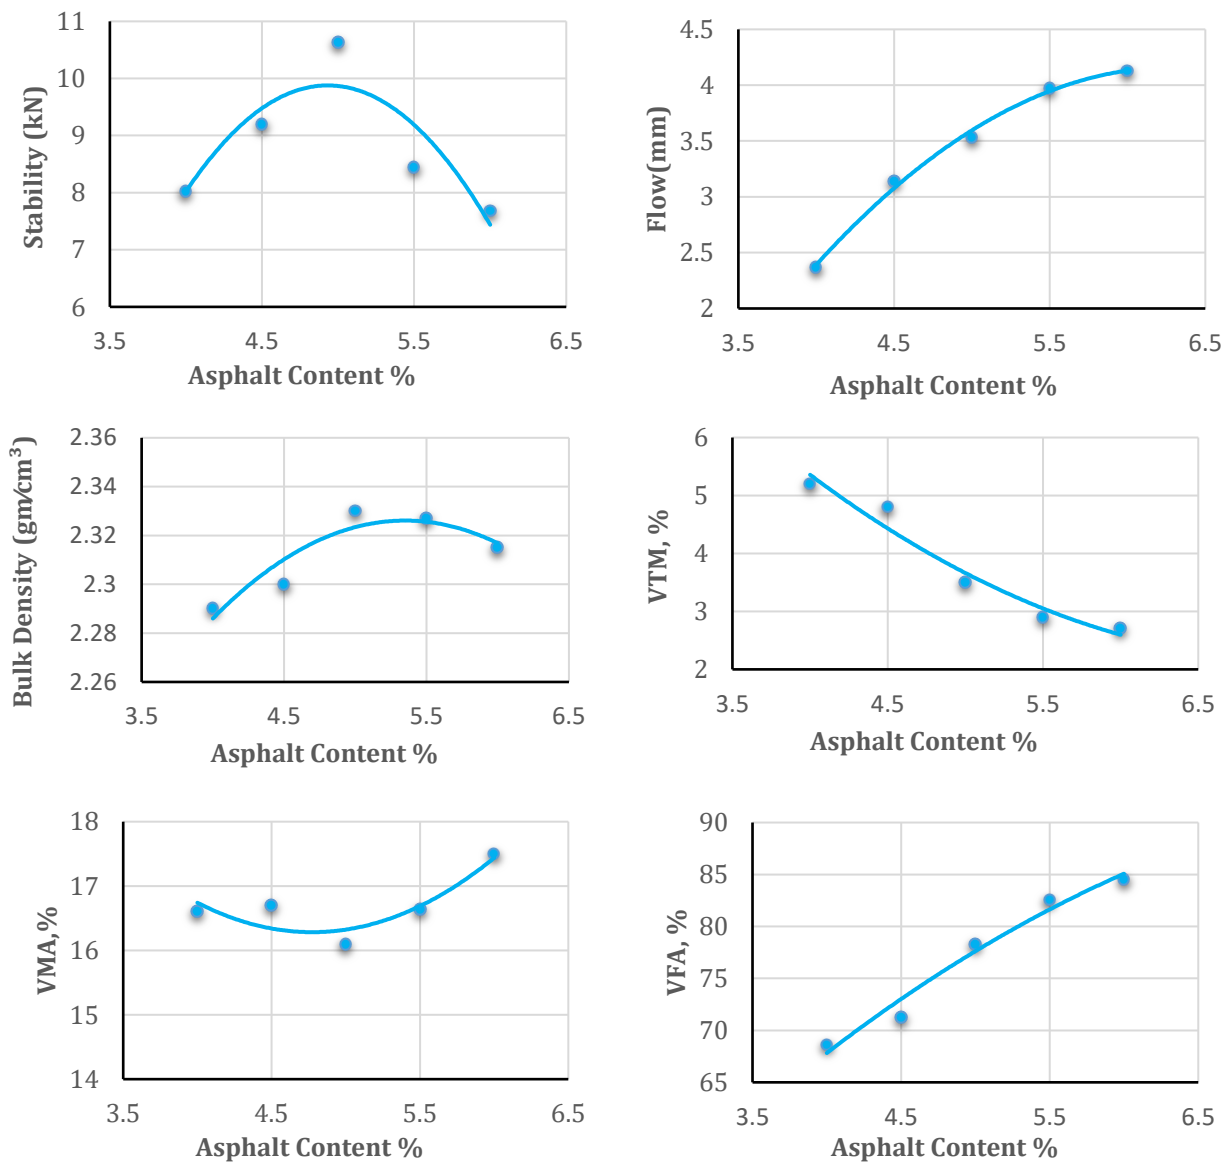 Stability (kN)
11
10
9
8
7
6
3.5 4.5 5.5 6.5
Asphalt Content %
Flow(mm)
4.5
4
3.5
3
2.5
2
3.5 4.5 5.5 6.5
Asphalt Content %
Bulk Density (gm/cm³)
2.36
2.34
2.32
2.3
2.28
2.26
3.5 4.5 5.5 6.5
Asphalt Content %
VTM, %
6
5
4
3
2
3.5 4.5 5.5 6.5
Asphalt Content %
VMA,%
18
17
16
15
14
3.5 4.5 5.5 6.5
Asphalt Content %
VFA, %
90
85
80
75
70
65
3.5 4.5 5.5 6.5
Asphalt Content %